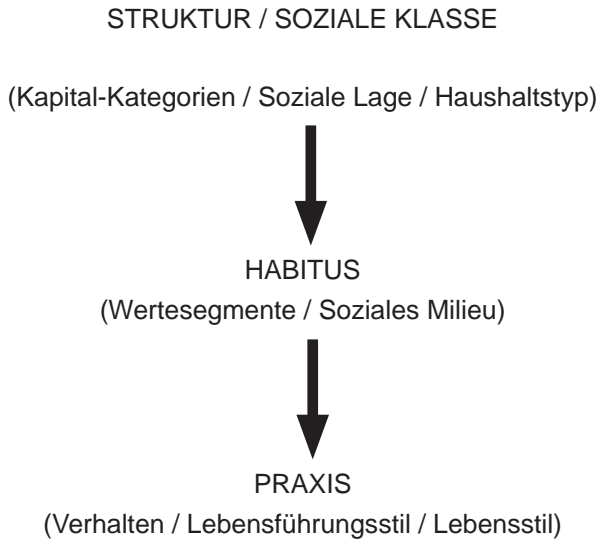 STRUKTUR / SOZIALE KLASSE
(Kapital-Kategorien / Soziale Lage / Haushaltstyp)
HABITUS
(Wertesegmente / Soziales Milieu)
PRAXIS
(Verhalten / Lebensführungsstil / Lebensstil)